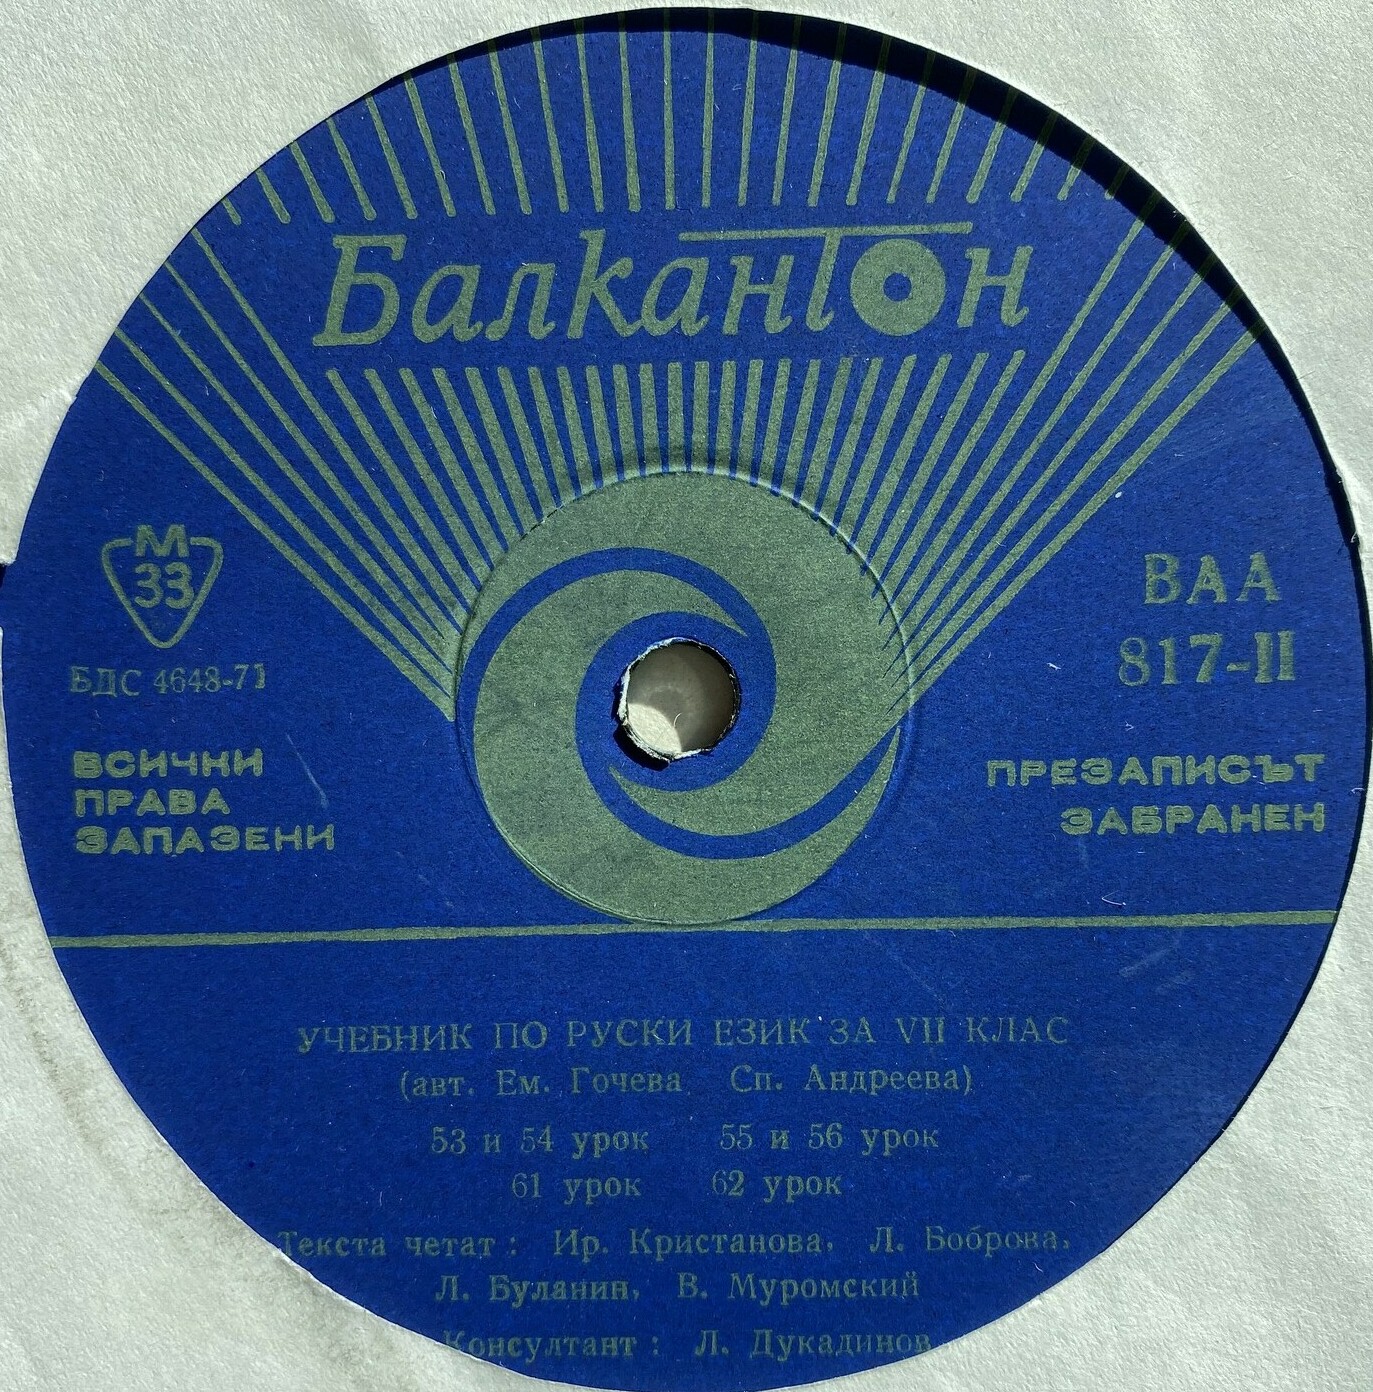 Балкантон
М
33
БДС 4648-71
ВСИЧКИ
ПРАВА
ЗАПАЗЕНИ
ВАА
817-II
ПРЕЗАПИСЪТ
ЗАБРАНЕН
УЧЕБНИК ПО РУСКИ ЕЗИК ЗА VII КЛАС
(авт. Ем. Гочева Сп. Андреева)
53 и 54 урок 55 и 56 урок
61 урок 62 урок
Текста четат: Ир. Кристанова, Л. Боброва,
Л. Буланин, В. Муромский
Консултант: Л. Дукадинов